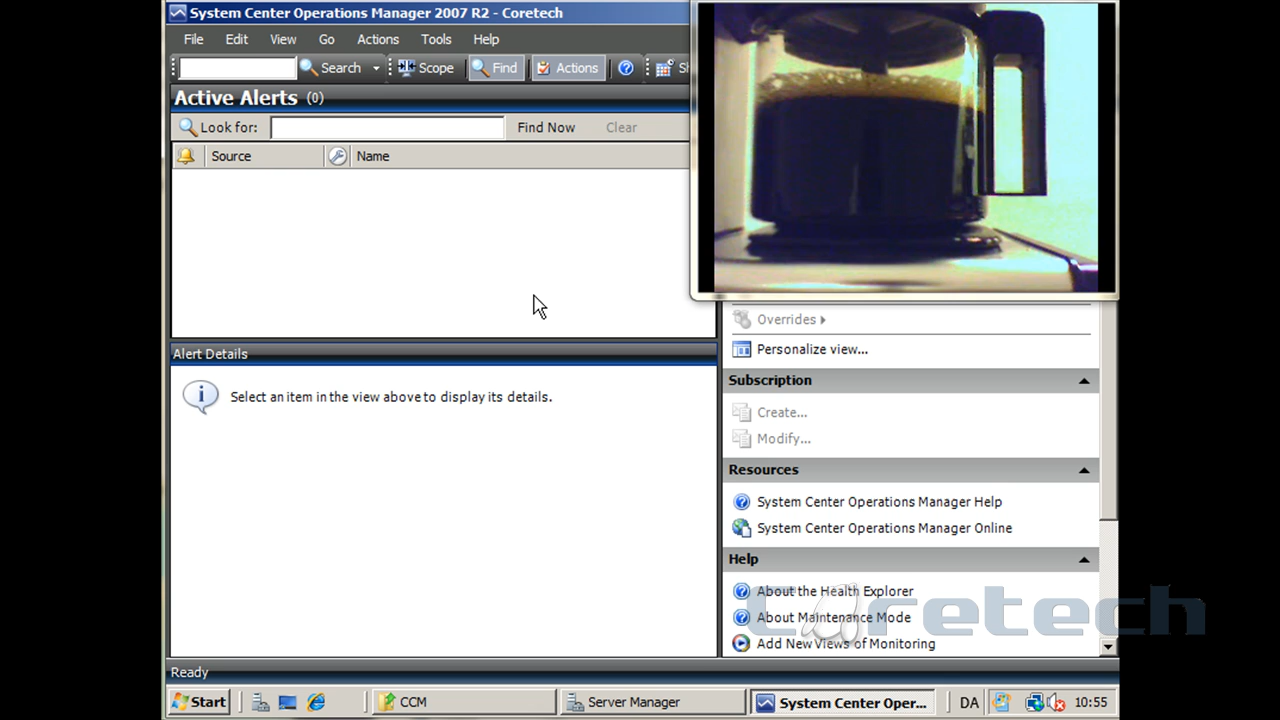 System Center Operations Manager 2007 R2 - Coretech
File Edit View Go Actions Tools Help
Search Scope Find Actions
Active Alerts (0)
Look for: Find Now Clear
Source Name
Overrides
Personalize view...
Alert Details
Select an item in the view above to display its details.
Subscription
Create...
Modify...
Resources
System Center Operations Manager Help
System Center Operations Manager Online
Help
About the Health Explorer
About Maintenance Mode
Add New Views of Monitoring
Coretech
Ready
Start CCM Server Manager System Center Oper... DA 10:55